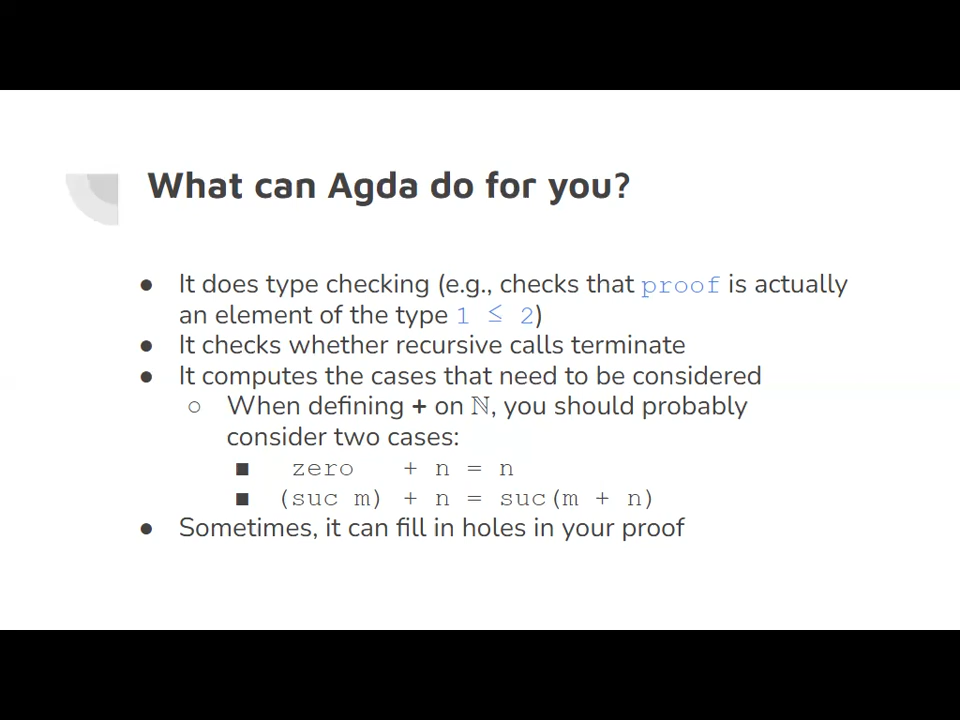 What can Agda do for you?
● It does type checking (e.g., checks that proof is actually
an element of the type 1 ≤ 2)
● It checks whether recursive calls terminate
● It computes the cases that need to be considered
○ When defining + on ℕ, you should probably
consider two cases:
■ zero + n = n
■ (suc m) + n = suc(m + n)
● Sometimes, it can fill in holes in your proof